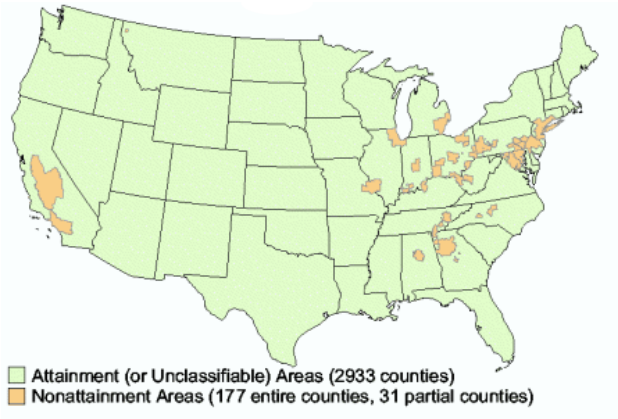 Attainment (or Unclassifiable) Areas (2933 counties)
Nonattainment Areas (177 entire counties, 31 partial counties)